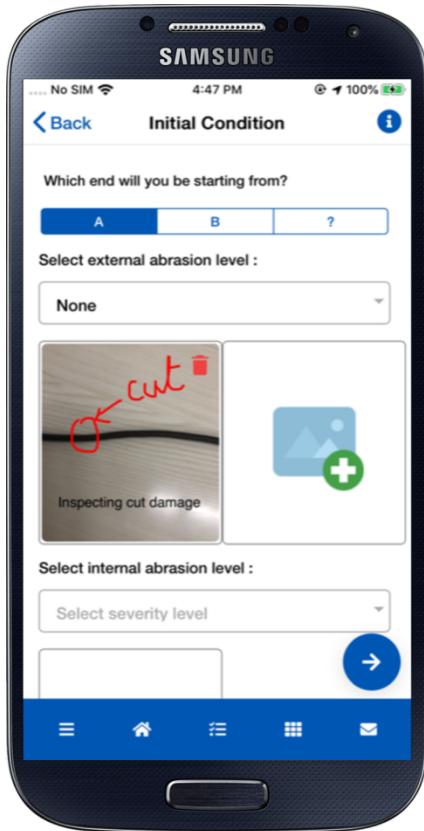 SAMSUNG
.... No SIM 4:47 PM 100%
Back Initial Condition i
Which end will you be starting from?
A B ?
Select external abrasion level :
None
cut
Inspecting cut damage
Select internal abrasion level :
Select severity level